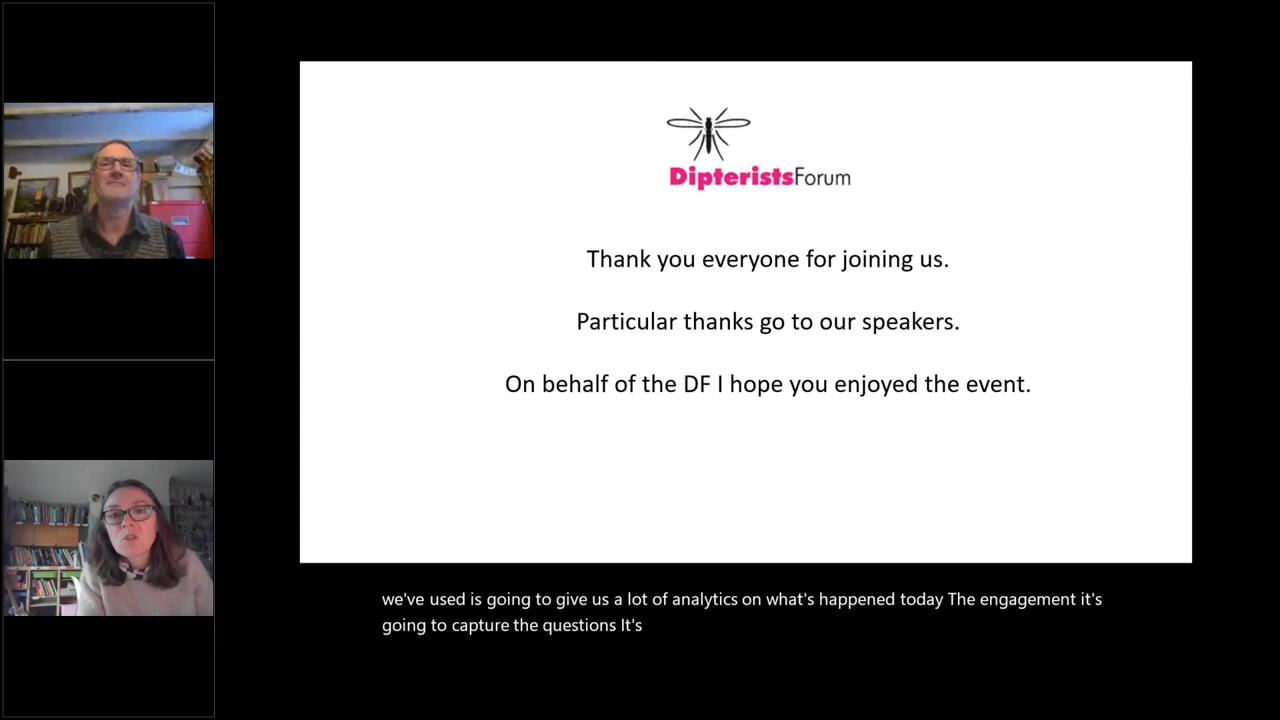 DipteristsForum
Thank you everyone for joining us.
Particular thanks go to our speakers.
On behalf of the DF I hope you enjoyed the event.
we've used is going to give us a lot of analytics on what's happened today The engagement it's
going to capture the questions It's